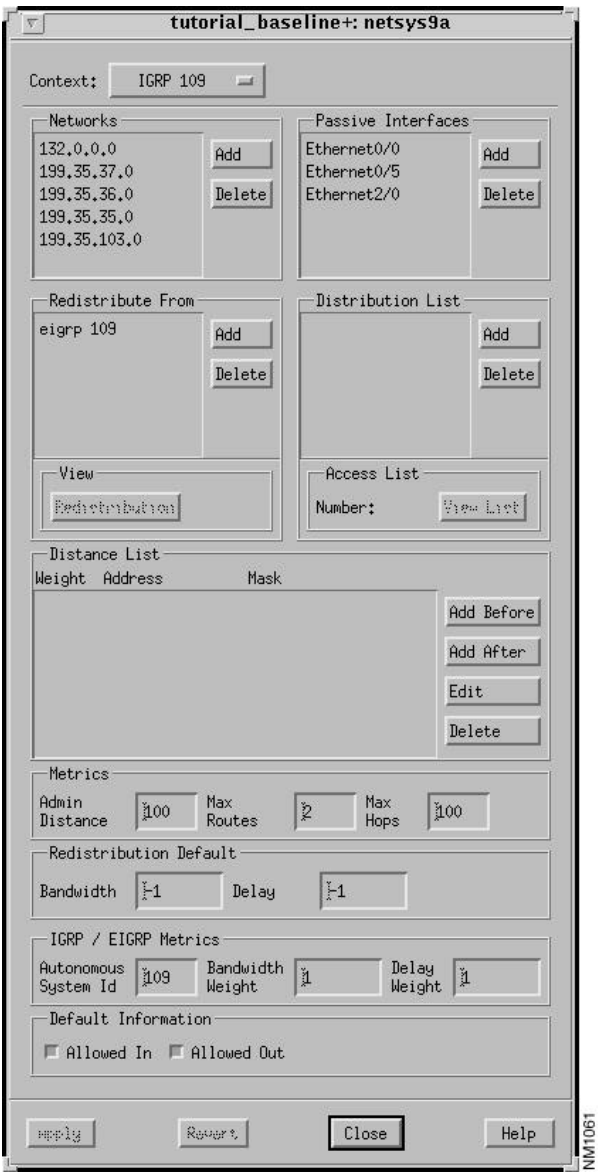 tutorial_baseline+: netsys9a
Context: IGRP 109
Networks
132.0.0.0
199.35.37.0
199.35.36.0
199.35.35.0
199.35.103.0
Add
Delete
Passive Interfaces
Ethernet0/0
Ethernet0/5
Ethernet2/0
Add
Delete
Redistribute From
eigrp 109
Add
Delete
View
Redistribution
Distribution List
Add
Delete
Access List
Number: View List
Distance List
Weight Address Mask
Add Before
Add After
Edit
Delete
Metrics
Admin Distance 100 Max Routes 2 Max Hops 100
Redistribution Default
Bandwidth -1 Delay -1
IGRP / EIGRP Metrics
Autonomous System Id 109 Bandwidth Weight 1 Delay Weight 1
Default Information
Allowed In Allowed Out
Apply Revert Close Help
NM1061